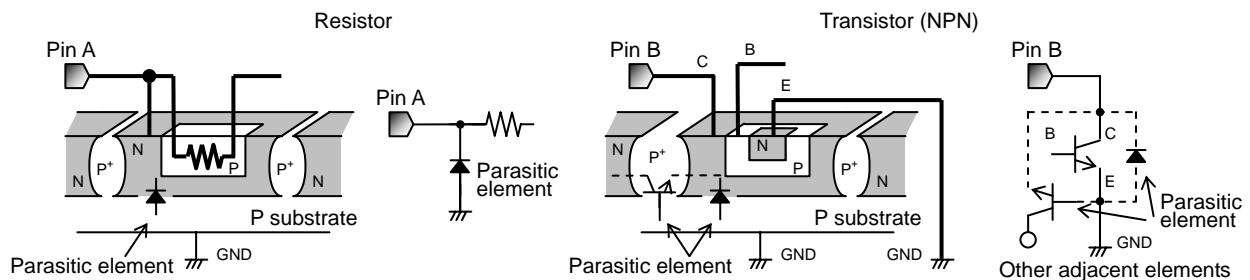 Resistor
Transistor (NPN)
Pin A
Pin B
B
Pin B
C
E
Pin A
N
P+
N
P
P+
N
N
P+
N
P
N
B
C
E
Parasitic
element
P substrate
P substrate
Parasitic
element
Parasitic element
GND
Parasitic element
GND
GND
GND
Other adjacent elements